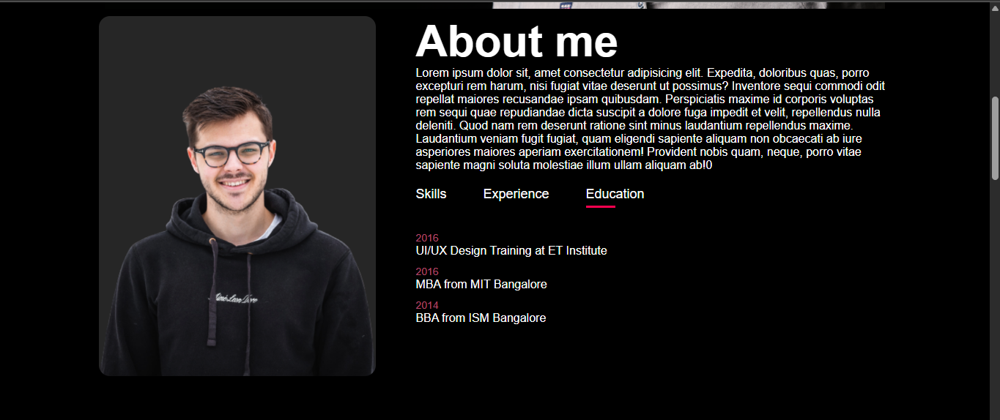 About me
Lorem ipsum dolor sit, amet consectetur adipisicing elit. Expedita, doloribus quas, porro
excepturi rem harum, nisi fugiat vitae deserunt ut possimus? Inventore sequi commodi odit
repellat maiores recusandae ipsam quibusdam. Perspiciatis maxime id corporis voluptas
rem sequi quae repudiandae dicta suscipit a dolore fuga impedit et velit, repellendus nulla
deleniti. Quod nam rem deserunt ratione sint minus laudantium repellendus maxime.
Laudantium veniam fugit fugiat, quam eligendi sapiente aliquam non obcaecati ab iure
asperiores maiores aperiam exercitationem! Provident nobis quam, neque, porro vitae
sapiente magni soluta molestiae illum ullam aliquam ab!0
Skills Experience Education
2016
UI/UX Design Training at ET Institute
2016
MBA from MIT Bangalore
2014
BBA from ISM Bangalore